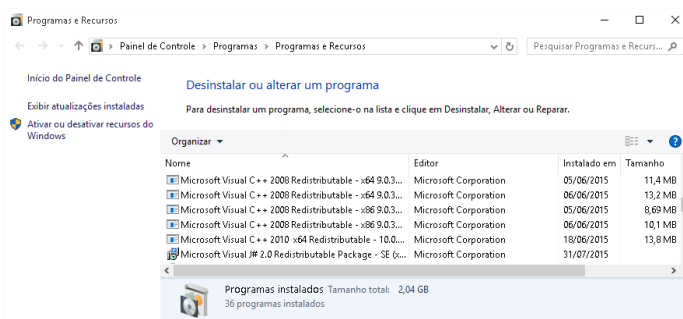 Programas e Recursos
Painel de Controle > Programas > Programas e Recursos
Pesquisar Programas e Recurs...
Início do Painel de Controle
Exibir atualizações instaladas
Ativar ou desativar recursos do
Windows
Desinstalar ou alterar um programa
Para desinstalar um programa, selecione-o na lista e clique em Desinstalar, Alterar ou Reparar.
Organizar
Nome Editor Instalado em Tamanho
Microsoft Visual C++ 2008 Redistributable - x64 9.0.3... Microsoft Corporation 05/06/2015 11,4 MB
Microsoft Visual C++ 2008 Redistributable - x64 9.0.3... Microsoft Corporation 06/06/2015 13,2 MB
Microsoft Visual C++ 2008 Redistributable - x86 9.0.3... Microsoft Corporation 05/06/2015 8,69 MB
Microsoft Visual C++ 2008 Redistributable - x86 9.0.3... Microsoft Corporation 06/06/2015 10,1 MB
Microsoft Visual C++ 2010 x64 Redistributable - 10.0.... Microsoft Corporation 18/06/2015 13,8 MB
Microsoft Visual J# 2.0 Redistributable Package - SE (x... Microsoft Corporation 31/07/2015
Programas instalados Tamanho total: 2,04 GB
36 programas instalados